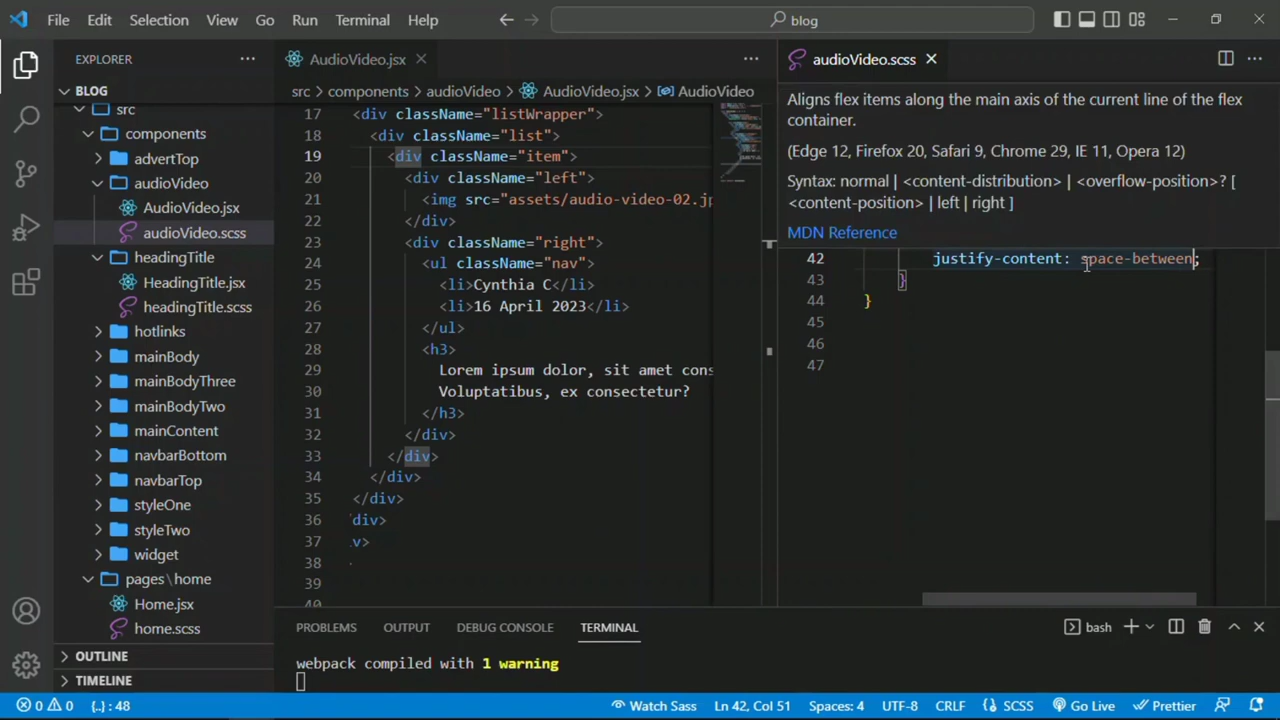 File Edit Selection View Go Run Terminal Help
blog
EXPLORER
BLOG
src
components
advertTop
audioVideo
AudioVideo.jsx
audioVideo.scss
headingTitle
HeadingTitle.jsx
headingTitle.scss
hotlinks
mainBody
mainBodyThree
mainBodyTwo
mainContent
navbarBottom
navbarTop
styleOne
styleTwo
widget
pages\home
Home.jsx
home.scss
OUTLINE
TIMELINE
AudioVideo.jsx
src > components > audioVideo > AudioVideo.jsx > AudioVideo
17 <div className="listWrapper">
18 <div className="list">
19 <div className="item">
20 <div className="left">
21 <img src="assets/audio-video-02.jp
22 </div>
23 <div className="right">
24 <ul className="nav">
25 <li>Cynthia C</li>
26 <li>16 April 2023</li>
27 </ul>
28 <h3>
29 Lorem ipsum dolor, sit amet cons
30 Voluptatibus, ex consectetur?
31 </h3>
32 </div>
33 </div>
34 </div>
35 </div>
36 div>
37 v>
38
39
40
audioVideo.scss
Aligns flex items along the main axis of the current line of the flex
container.
(Edge 12, Firefox 20, Safari 9, Chrome 29, IE 11, Opera 12)
Syntax: normal | <content-distribution> | <overflow-position>? [
<content-position> | left | right ]
MDN Reference
42 justify-content: space-between;
43 }
44 }
45
46
47
PROBLEMS OUTPUT DEBUG CONSOLE TERMINAL
bash
webpack compiled with 1 warning
0 0 {..} : 48 Watch Sass Ln 42, Col 51 Spaces: 4 UTF-8 CRLF SCSS Go Live Prettier